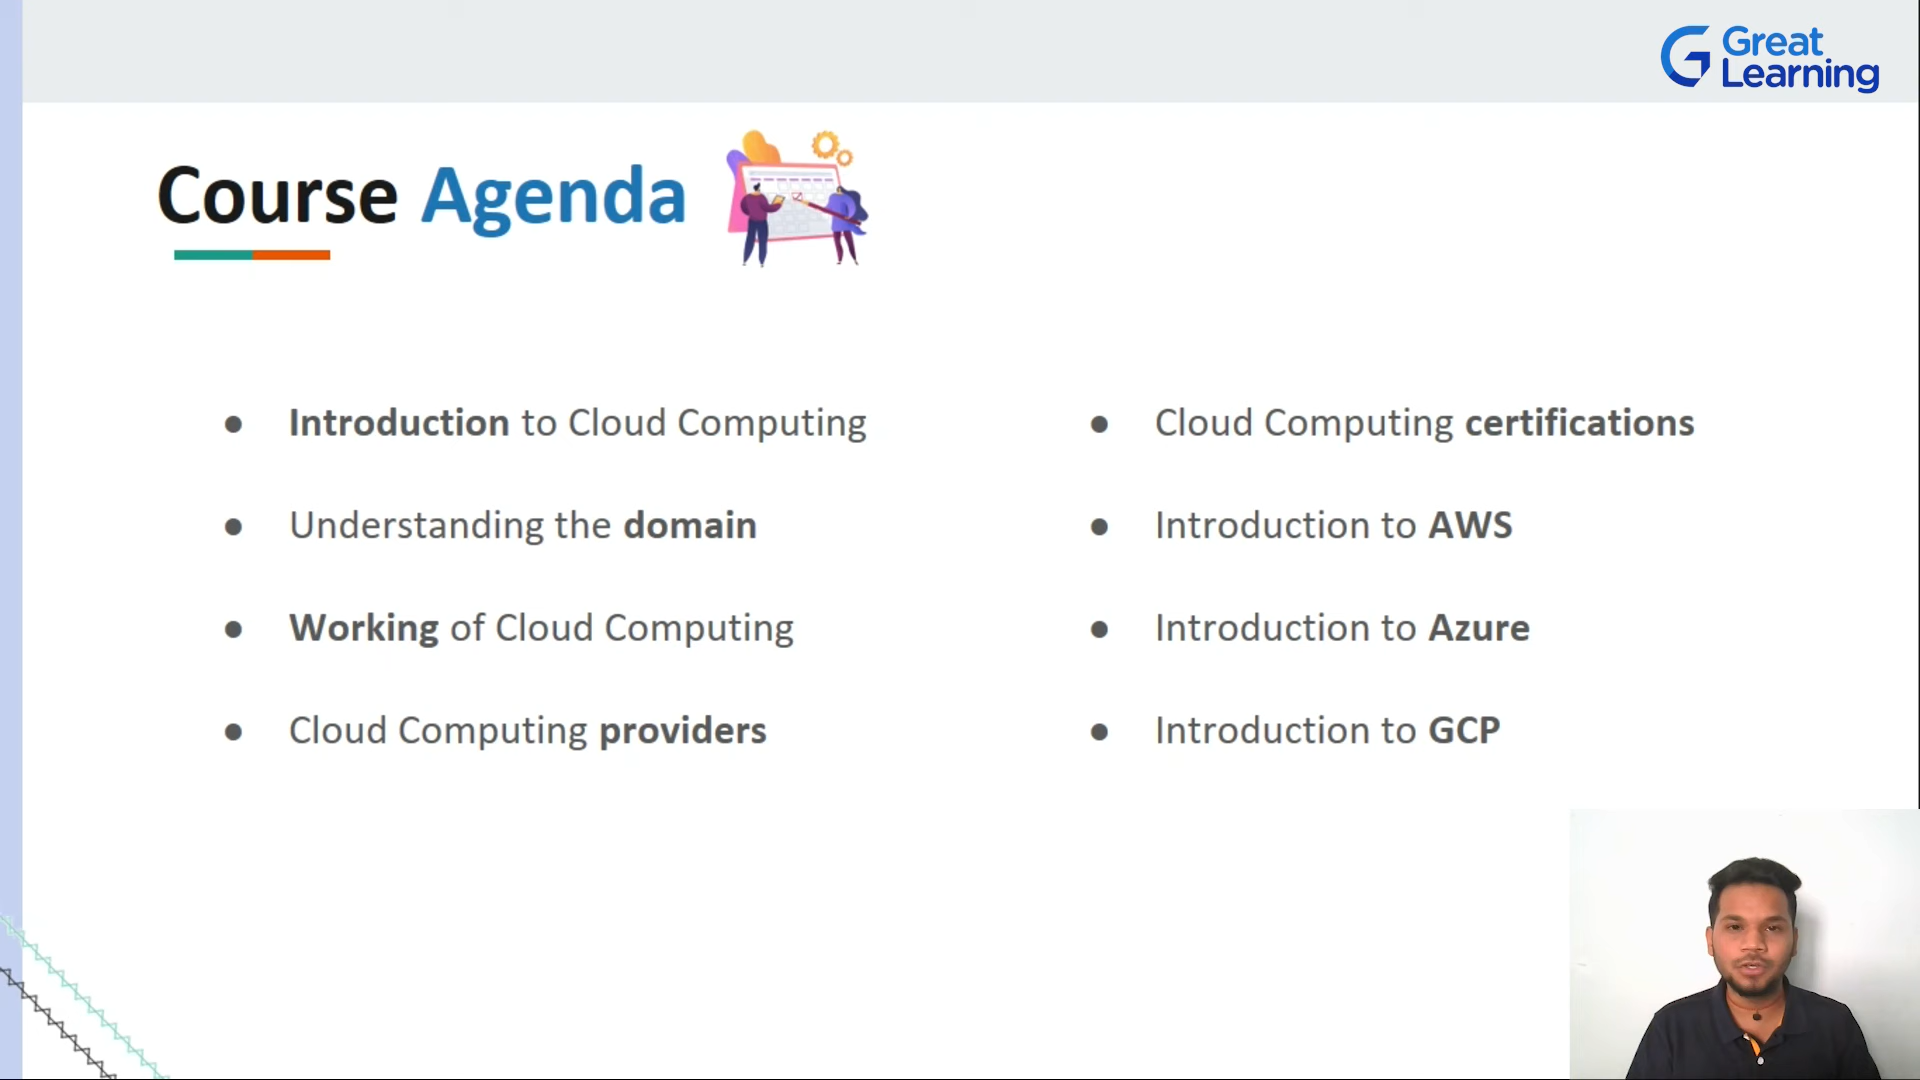 Great
Learning
Course Agenda
● Introduction to Cloud Computing
● Understanding the domain
● Working of Cloud Computing
● Cloud Computing providers
● Cloud Computing certifications
● Introduction to AWS
● Introduction to Azure
● Introduction to GCP